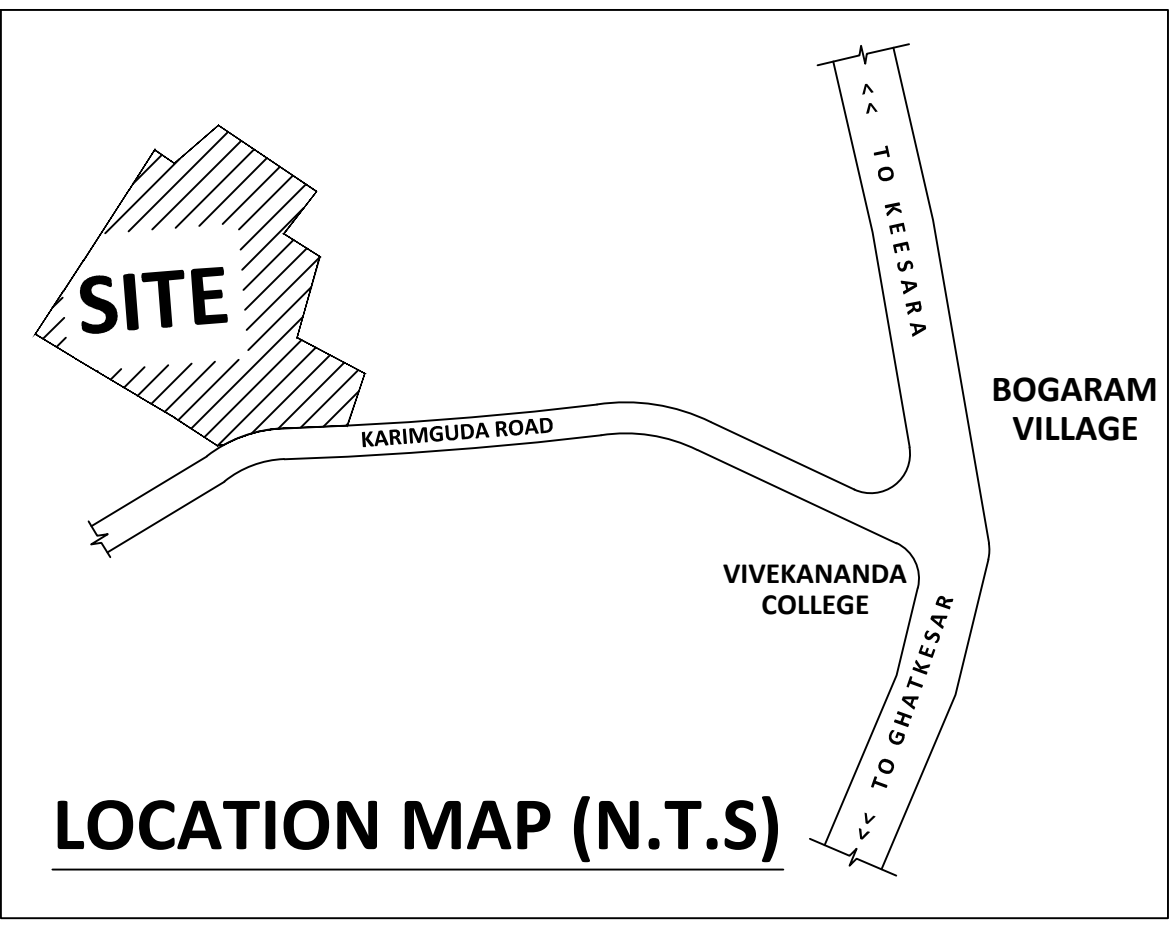 << TO KEESARA
SITE
BOGARAM
VILLAGE
KARIMGUDA ROAD
VIVEKANANDA
COLLEGE
<< TO GHATKESAR
LOCATION MAP (N.T.S)